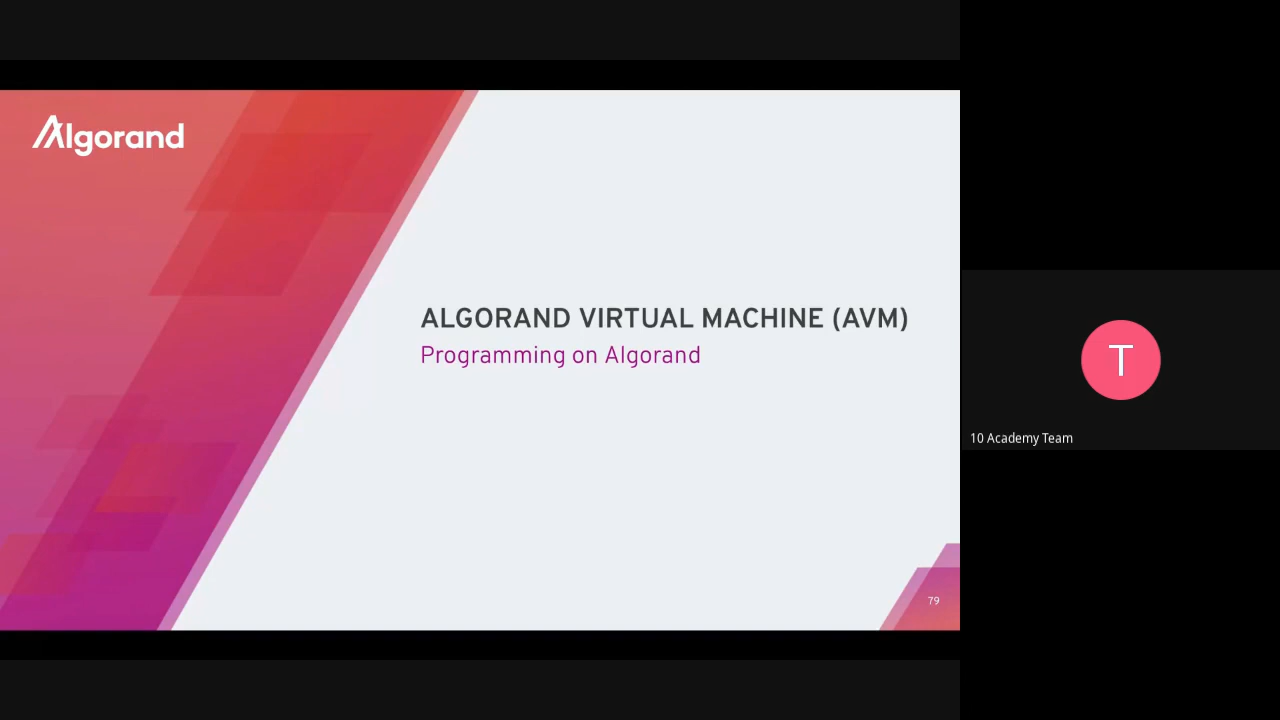 Algorand
ALGORAND VIRTUAL MACHINE (AVM)
Programming on Algorand
79
T
10 Academy Team